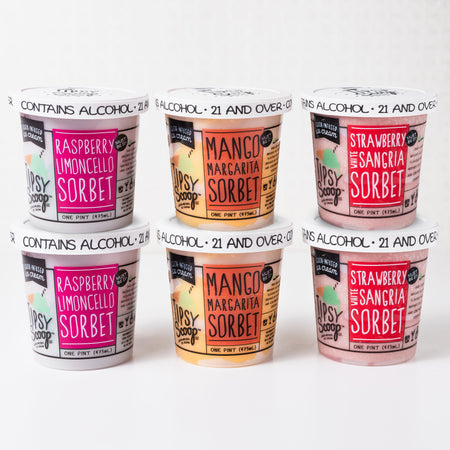 CONTAINS ALCOHOL • 21 AND OVER •
RASPBERRY
LIMONCELLO
SORBET
TIPSY
Scoop
ONE PINT (473mL)
ALCOHOL • 21 AND OVER •
MANGO
MARGARITA
SORBET
TIPSY
Scoop
ONE PINT (473mL)
ALCOHOL • 21 AND OVER
STRAWBERRY
WHITE SANGRIA
SORBET
TIPSY
Scoop
ONE PINT (473mL)
CONTAINS ALCOHOL •
RASPBERRY
LIMONCELLO
SORBET
TIPSY
Scoop
ONE PINT (473mL)
ALCOHOL • 21 AND OVER •
MANGO
MARGARITA
SORBET
TIPSY
Scoop
ONE PINT (473mL)
ALCOHOL • 21 AND OVER
STRAWBERRY
WHITE SANGRIA
SORBET
TIPSY
Scoop
ONE PINT (473mL)